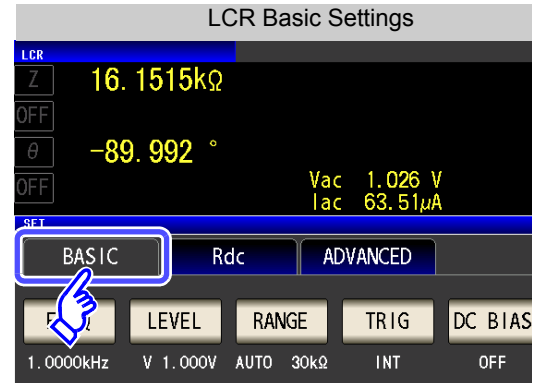 LCR Basic Settings
LCR
Z 16.1515kΩ
OFF
θ -89.992 °
OFF
Vac 1.026 V
Iac 63.51μA
SET
BASIC Rdc ADVANCED
LEVEL RANGE TRIG DC BIAS
1.0000kHz V 1.000V AUTO 30kΩ INT OFF